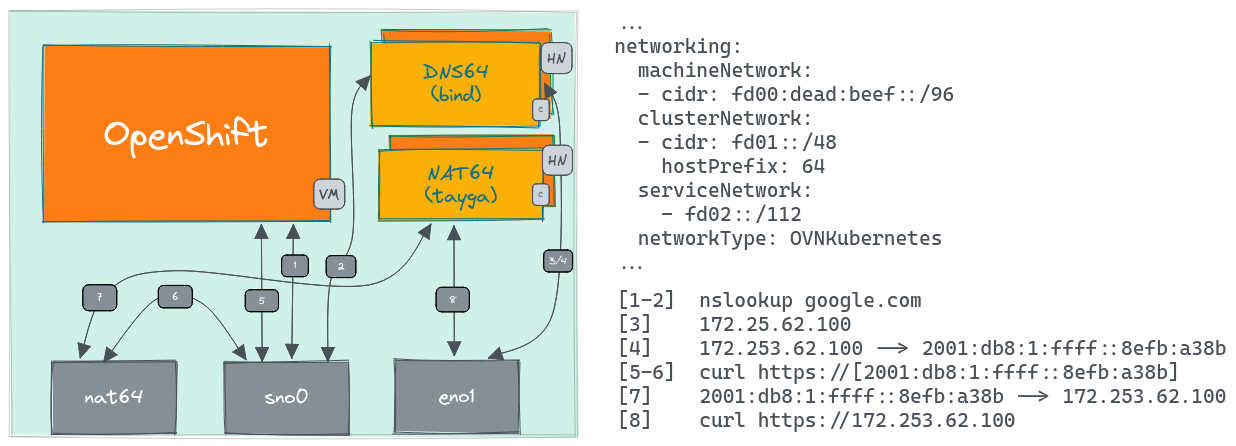 OpenShift
VM
DNS64
(bind)
HN
C
NAT64
(tayga)
HN
C
1
2
3/4
5
6
7
8
nat64
sno0
eno1
...
networking:
  machineNetwork:
  - cidr: fd00:dead:beef::/96
  clusterNetwork:
  - cidr: fd01::/48
    hostPrefix: 64
  serviceNetwork:
    - fd02::/112
  networkType: OVNKubernetes
...
[1-2]  nslookup google.com
[3]    172.25.62.100
[4]    172.253.62.100 --> 2001:db8:1:ffff::8efb:a38b
[5-6]  curl https://[2001:db8:1:ffff::8efb:a38b]
[7]    2001:db8:1:ffff::8efb:a38b --> 172.253.62.100
[8]    curl https://172.253.62.100